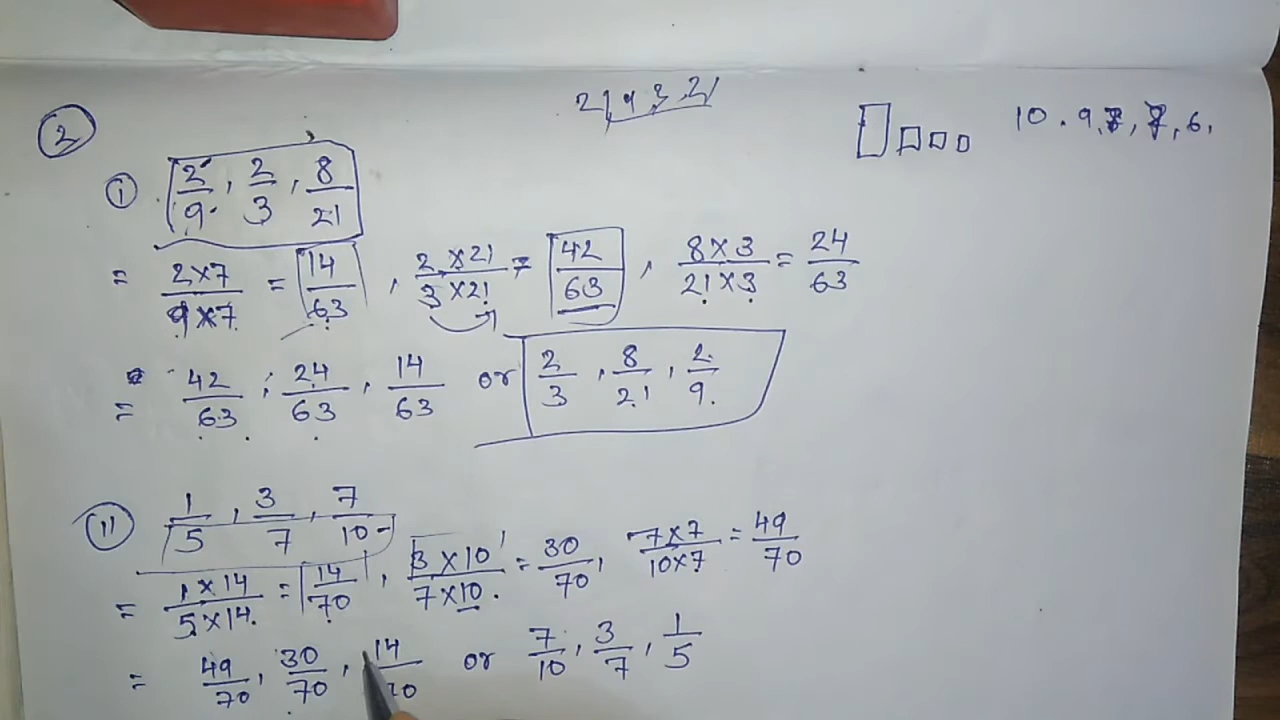 21 9, 3, 21
10. 9, 8, 7, 6,
2
i 2/9, 2/3, 8/21
= 2×7/9×7 = 14/63, 2×21/3×21 = 42/63, 8×3/21×3 = 24/63
= 42/63, 24/63, 14/63 or 2/3, 8/21, 2/9.
ii 1/5, 3/7, 7/10
= 1×14/5×14 = 14/70, 3×10/7×10 = 30/70, 7×7/10×7 = 49/70
= 49/70, 30/70, 14/70 or 7/10, 3/7, 1/5